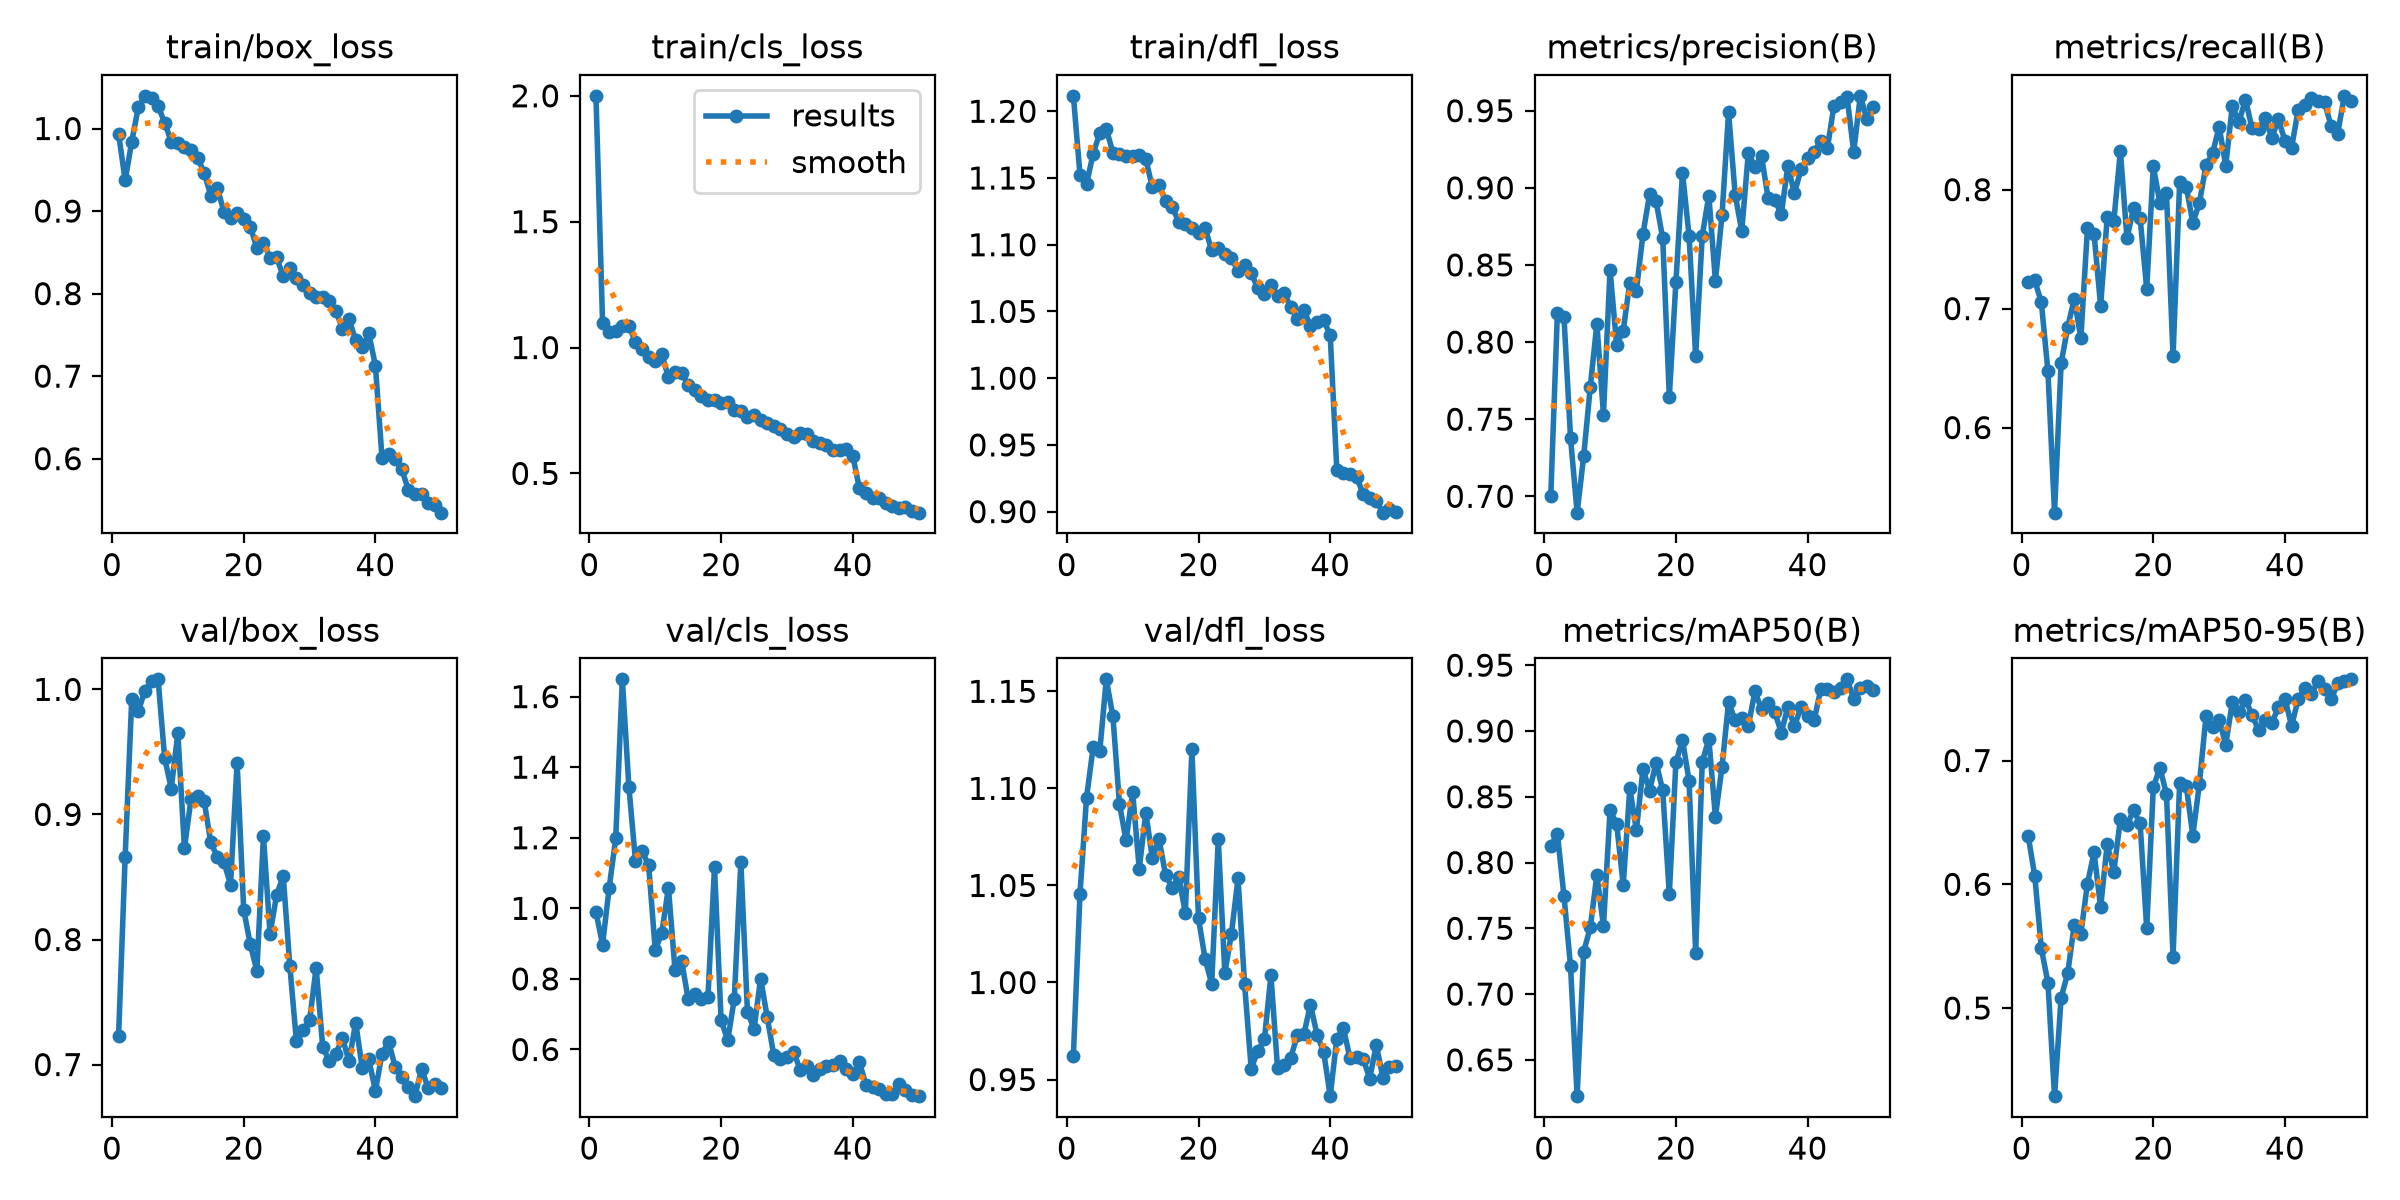 train/box_loss
1.0
0.9
0.8
0.7
0.6
0 20 40
train/cls_loss
results
smooth
2.0
1.5
1.0
0.5
0 20 40
train/dfl_loss
1.20
1.15
1.10
1.05
1.00
0.95
0.90
0 20 40
metrics/precision(B)
0.95
0.90
0.85
0.80
0.75
0.70
0 20 40
metrics/recall(B)
0.8
0.7
0.6
0 20 40
val/box_loss
1.0
0.9
0.8
0.7
0 20 40
val/cls_loss
1.6
1.4
1.2
1.0
0.8
0.6
0 20 40
val/dfl_loss
1.15
1.10
1.05
1.00
0.95
0 20 40
metrics/mAP50(B)
0.95
0.90
0.85
0.80
0.75
0.70
0.65
0 20 40
metrics/mAP50-95(B)
0.7
0.6
0.5
0 20 40